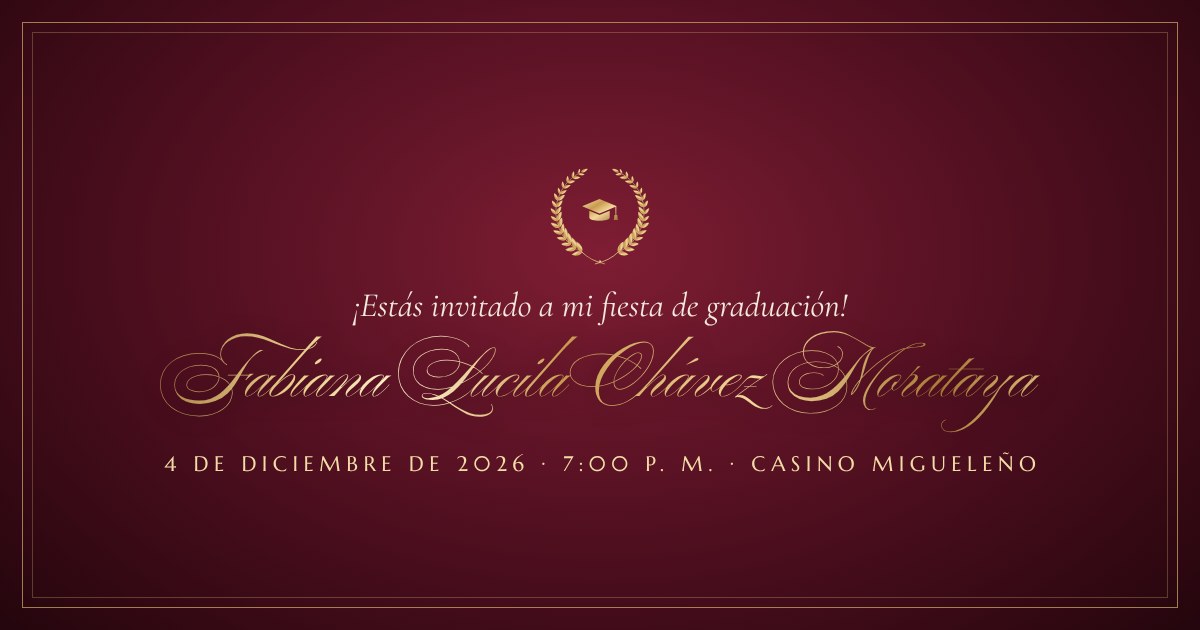 ¡Estás invitado a mi fiesta de graduación!
Fabiana Lucila Chávez Morataya
4 DE DICIEMBRE DE 2026 · 7:00 P. M. · CASINO MIGUELEÑO